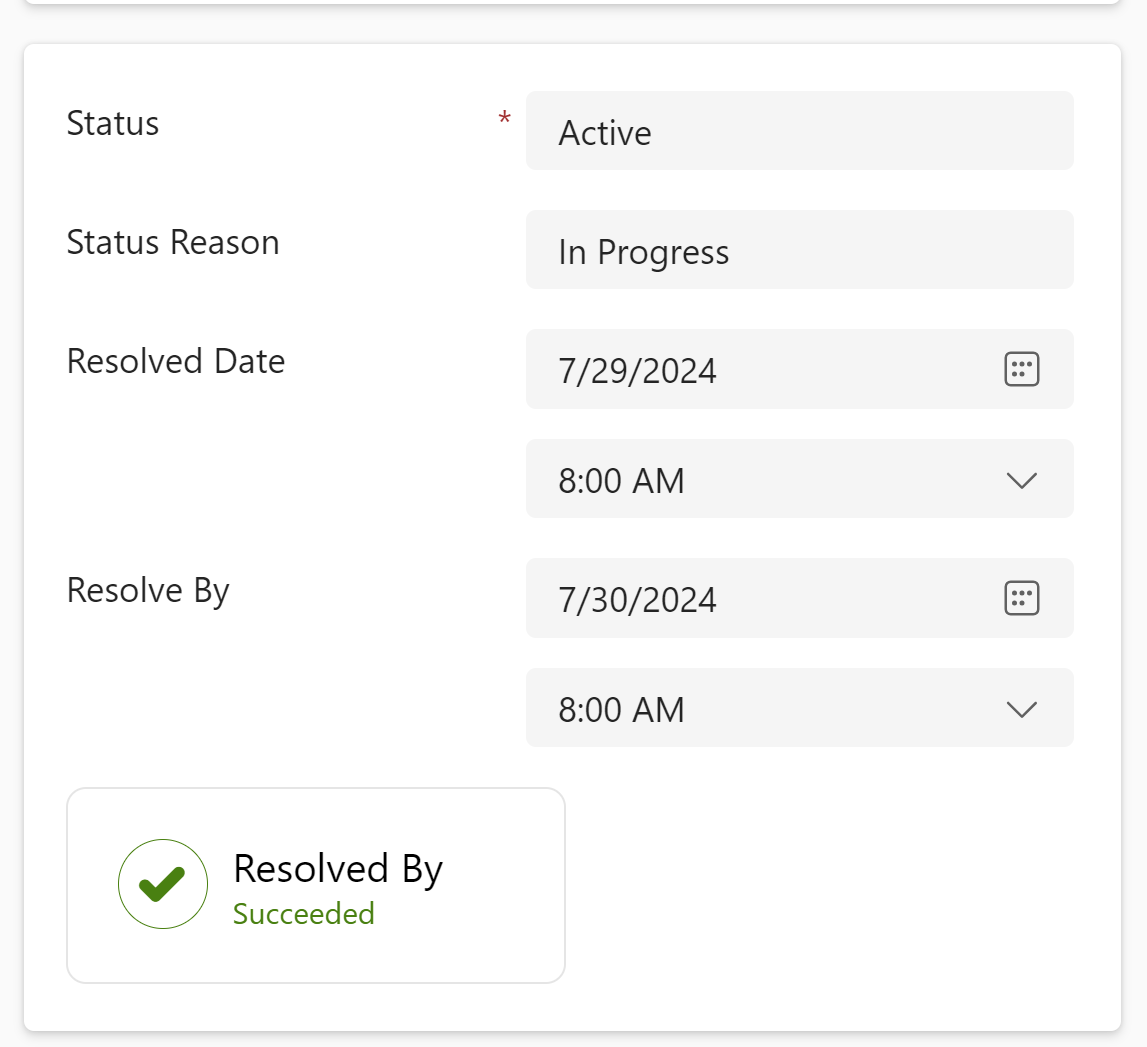 Status * Active
Status Reason In Progress
Resolved Date 7/29/2024
8:00 AM
Resolve By 7/30/2024
8:00 AM
Resolved By
Succeeded